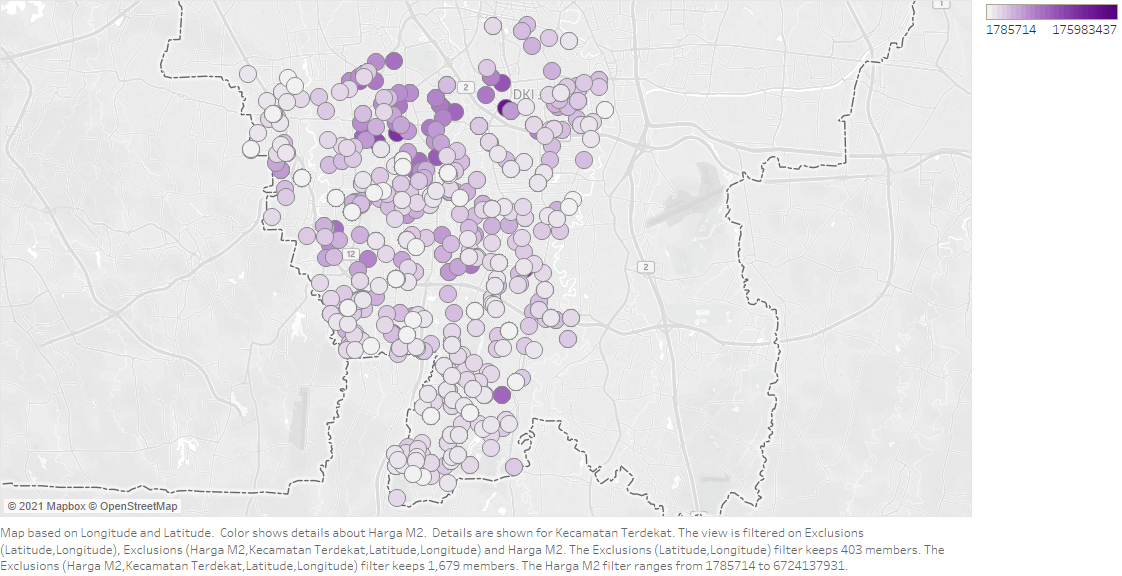 1
1785714 175983437
2
DKI
2
12
© 2021 Mapbox © OpenStreetMap
Map based on Longitude and Latitude. Color shows details about Harga M2. Details are shown for Kecamatan Terdekat. The view is filtered on Exclusions
(Latitude,Longitude), Exclusions (Harga M2,Kecamatan Terdekat,Latitude,Longitude) and Harga M2. The Exclusions (Latitude,Longitude) filter keeps 403 members. The
Exclusions (Harga M2,Kecamatan Terdekat,Latitude,Longitude) filter keeps 1,679 members. The Harga M2 filter ranges from 1785714 to 6724137931.